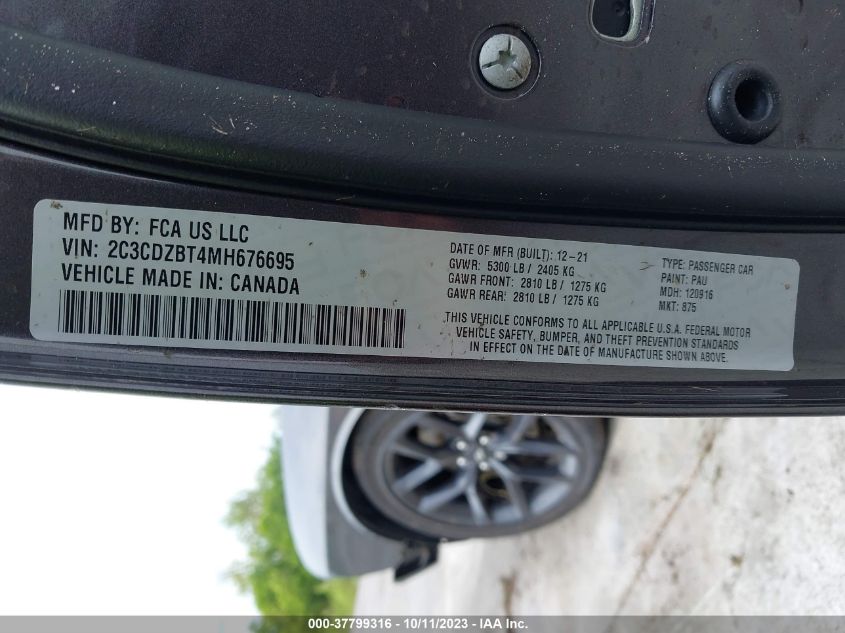 MFD BY: FCA US LLC
VIN: 2C3CDZBT4MH676695
VEHICLE MADE IN: CANADA
DATE OF MFR (BUILT): 12-21
GVWR: 5300 LB / 2405 KG
GAWR FRONT: 2810 LB / 1275 KG
GAWR REAR: 2810 LB / 1275 KG
TYPE: PASSENGER CAR
PAINT: PAU
MDH: 120916
MKT: 875
THIS VEHICLE CONFORMS TO ALL APPLICABLE U.S.A. FEDERAL MOTOR
VEHICLE SAFETY, BUMPER, AND THEFT PREVENTION STANDARDS
IN EFFECT ON THE DATE OF MANUFACTURE SHOWN ABOVE.
000-37799316 - 10/11/2023 - IAA Inc.